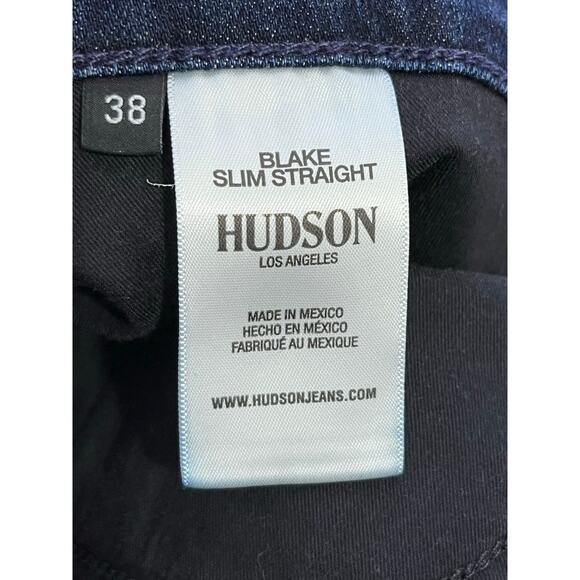 38
BLAKE
SLIM STRAIGHT
HUDSON
LOS ANGELES
MADE IN MEXICO
HECHO EN MÉXICO
FABRIQUÉ AU MEXIQUE
WWW.HUDSONJEANS.COM